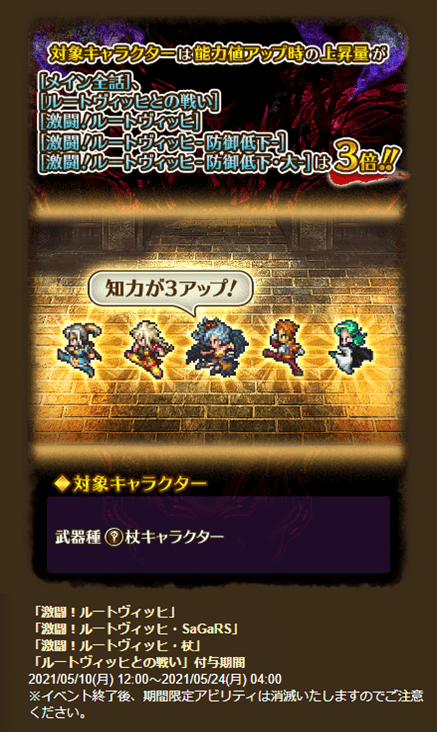 対象キャラクターは能力値アップ時の上昇量が
[メイン全話]、
[ルートヴィッヒとの戦い]
[激闘!ルートヴィッヒ]
[激闘!ルートヴィッヒ-防御低下-]
[激闘!ルートヴィッヒ-防御低下・大-]は3倍!!
知力が3アップ!
◆対象キャラクター
武器種 杖キャラクター
「激闘！ルートヴィッヒ」
「激闘！ルートヴィッヒ・SaGaRS」
「激闘！ルートヴィッヒ・杖」
「ルートヴィッヒとの戦い」付与期間
2021/05/10(月) 12:00～2021/05/24(月) 04:00
※イベント終了後、期間限定アビリティは消滅いたしますのでご注意
ください。